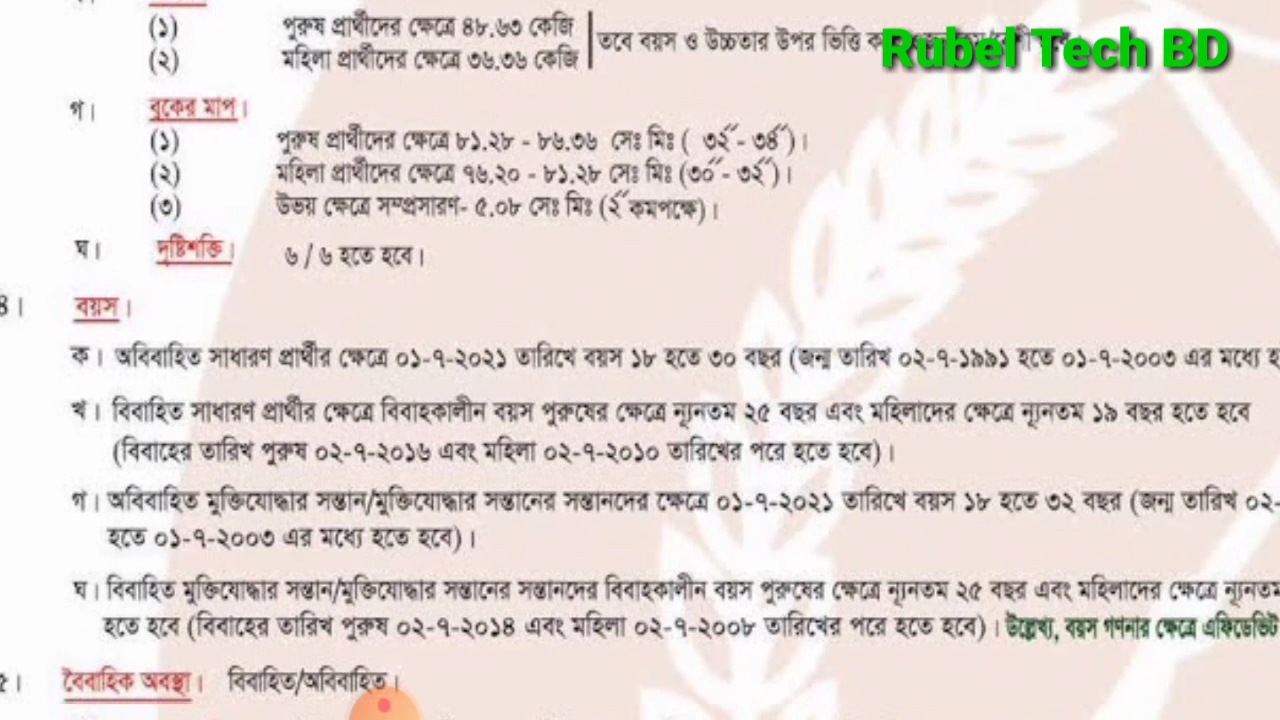 (১) পুরুষ প্রার্থীদের ক্ষেত্রে ৪৮.৬৩ কেজি
(২) মহিলা প্রার্থীদের ক্ষেত্রে ৩৬.৩৬ কেজি
তবে বয়স ও উচ্চতার উপর ভিত্তি
Rubel Tech BD
গ। বুকের মাপ।
(১) পুরুষ প্রার্থীদের ক্ষেত্রে ৮১.২৮ - ৮৬.৩৬ সেঃ মিঃ ( ৩২″- ৩৪″)।
(২) মহিলা প্রার্থীদের ক্ষেত্রে ৭৬.২০ - ৮১.২৮ সেঃ মিঃ (৩০″- ৩২″)।
(৩) উভয় ক্ষেত্রে সম্প্রসারণ- ৫.০৮ সেঃ মিঃ (২″ কমপক্ষে)।
ঘ। দৃষ্টিশক্তি। ৬ / ৬ হতে হবে।
৪। বয়স।
ক। অবিবাহিত সাধারণ প্রার্থীর ক্ষেত্রে ০১-৭-২০২১ তারিখে বয়স ১৮ হতে ৩০ বছর (জন্ম তারিখ ০২-৭-১৯৯১ হতে ০১-৭-২০০৩ এর মধ্যে
খ। বিবাহিত সাধারণ প্রার্থীর ক্ষেত্রে বিবাহকালীন বয়স পুরুষের ক্ষেত্রে ন্যূনতম ২৫ বছর এবং মহিলাদের ক্ষেত্রে ন্যূনতম ১৯ বছর হতে হবে
(বিবাহের তারিখ পুরুষ ০২-৭-২০১৬ এবং মহিলা ০২-৭-২০১০ তারিখের পরে হতে হবে)।
গ। অবিবাহিত মুক্তিযোদ্ধার সন্তান/মুক্তিযোদ্ধার সন্তানের সন্তানদের ক্ষেত্রে ০১-৭-২০২১ তারিখে বয়স ১৮ হতে ৩২ বছর (জন্ম তারিখ ০২-
হতে ০১-৭-২০০৩ এর মধ্যে হতে হবে)।
ঘ। বিবাহিত মুক্তিযোদ্ধার সন্তান/মুক্তিযোদ্ধার সন্তানের সন্তানদের বিবাহকালীন বয়স পুরুষের ক্ষেত্রে ন্যূনতম ২৫ বছর এবং মহিলাদের ক্ষেত্রে ন্যূনতম
হতে হবে (বিবাহের তারিখ পুরুষ ০২-৭-২০১৪ এবং মহিলা ০২-৭-২০০৮ তারিখের পরে হতে হবে)। উল্লেখ্য, বয়স গণনার ক্ষেত্রে এফিডেভিট
৫। বৈবাহিক অবস্থা। বিবাহিত/অবিবাহিত।